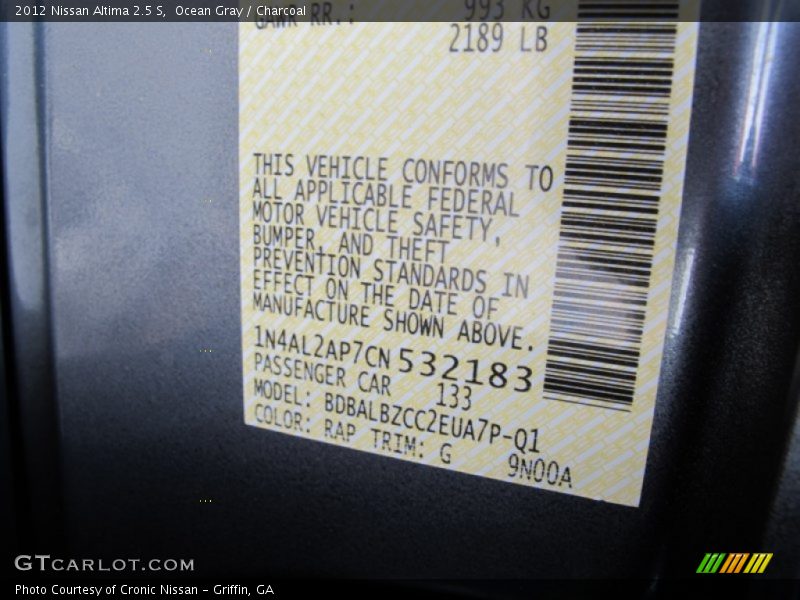 2012 Nissan Altima 2.5 S,  Ocean Gray / Charcoal
GAWR RR.: 993 KG
2189 LB
THIS VEHICLE CONFORMS TO
ALL APPLICABLE FEDERAL
MOTOR VEHICLE SAFETY,
BUMPER, AND THEFT
PREVENTION STANDARDS IN
EFFECT ON THE DATE OF
MANUFACTURE SHOWN ABOVE.
1N4AL2AP7CN532183
PASSENGER CAR 133
MODEL: BDBALBZCC2EUA7P-Q1
COLOR: RAP TRIM: G 9N00A
GTCARLOT.COM
Photo Courtesy of Cronic Nissan - Griffin, GA